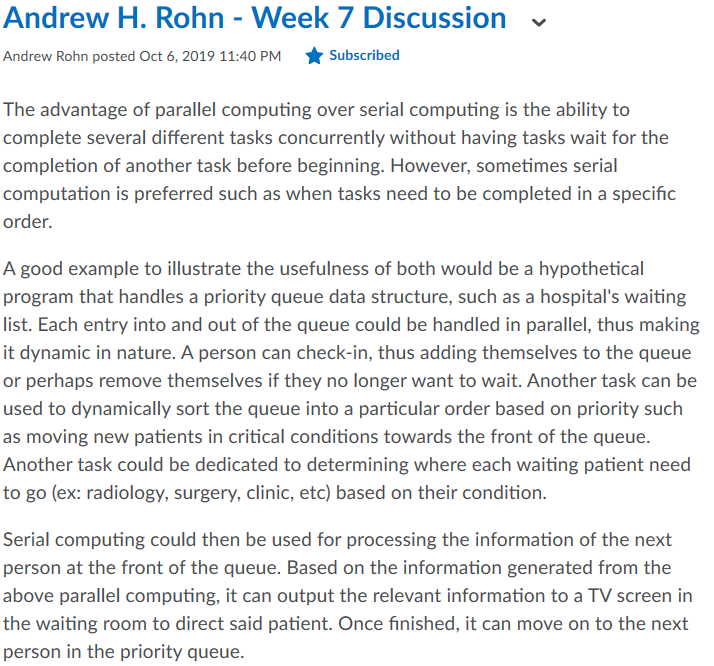 Andrew H. Rohn - Week 7 Discussion
Andrew Rohn posted Oct 6, 2019 11:40 PM Subscribed
The advantage of parallel computing over serial computing is the ability to
complete several different tasks concurrently without having tasks wait for the
completion of another task before beginning. However, sometimes serial
computation is preferred such as when tasks need to be completed in a specific
order.
A good example to illustrate the usefulness of both would be a hypothetical
program that handles a priority queue data structure, such as a hospital's waiting
list. Each entry into and out of the queue could be handled in parallel, thus making
it dynamic in nature. A person can check-in, thus adding themselves to the queue
or perhaps remove themselves if they no longer want to wait. Another task can be
used to dynamically sort the queue into a particular order based on priority such
as moving new patients in critical conditions towards the front of the queue.
Another task could be dedicated to determining where each waiting patient need
to go (ex: radiology, surgery, clinic, etc) based on their condition.
Serial computing could then be used for processing the information of the next
person at the front of the queue. Based on the information generated from the
above parallel computing, it can output the relevant information to a TV screen in
the waiting room to direct said patient. Once finished, it can move on to the next
person in the priority queue.